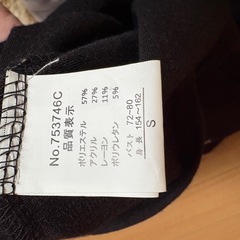 No.753746C
品質表示
ポリエステル 57%
アクリル 27%
レーヨン 11%
ポリウレタン 5%
バスト 72~80
身長 154~162
S